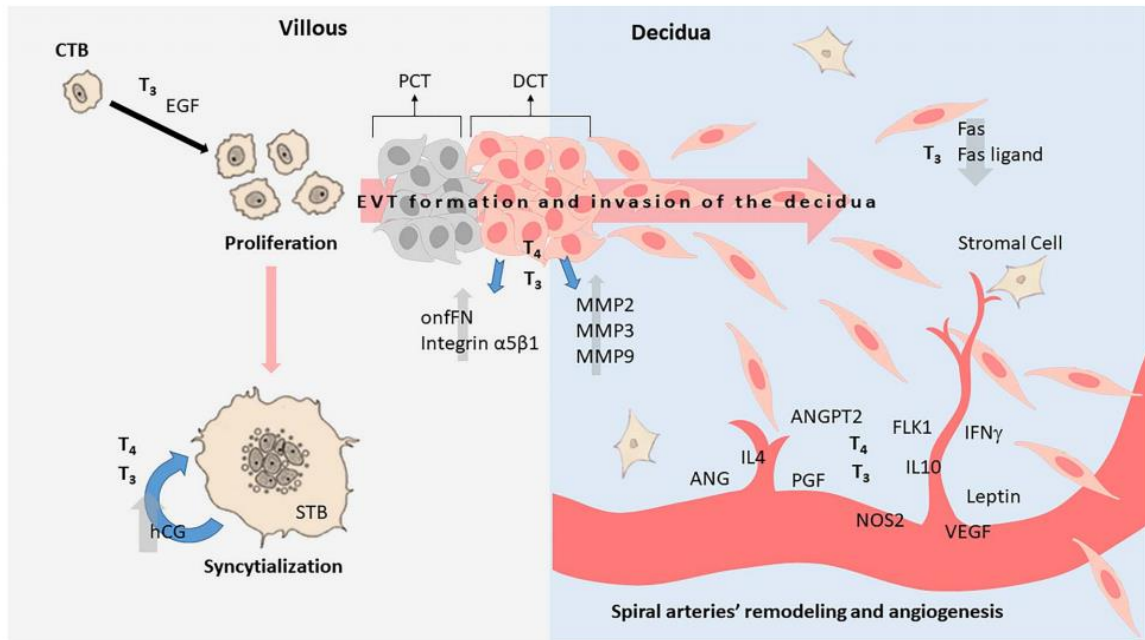 Villous
Decidua
CTB
T3
EGF
PCT
DCT
Fas
T3
Fas ligand
EVT formation and invasion of the decidua
Proliferation
T4
T3
Stromal Cell
onfFN
Integrin α5β1
MMP2
MMP3
MMP9
ANGPT2
FLK1
IFNγ
T4
T3
IL4
IL10
ANG
PGF
Leptin
NOS2
VEGF
T4
T3
hCG
STB
Syncytialization
Spiral arteries’ remodeling and angiogenesis